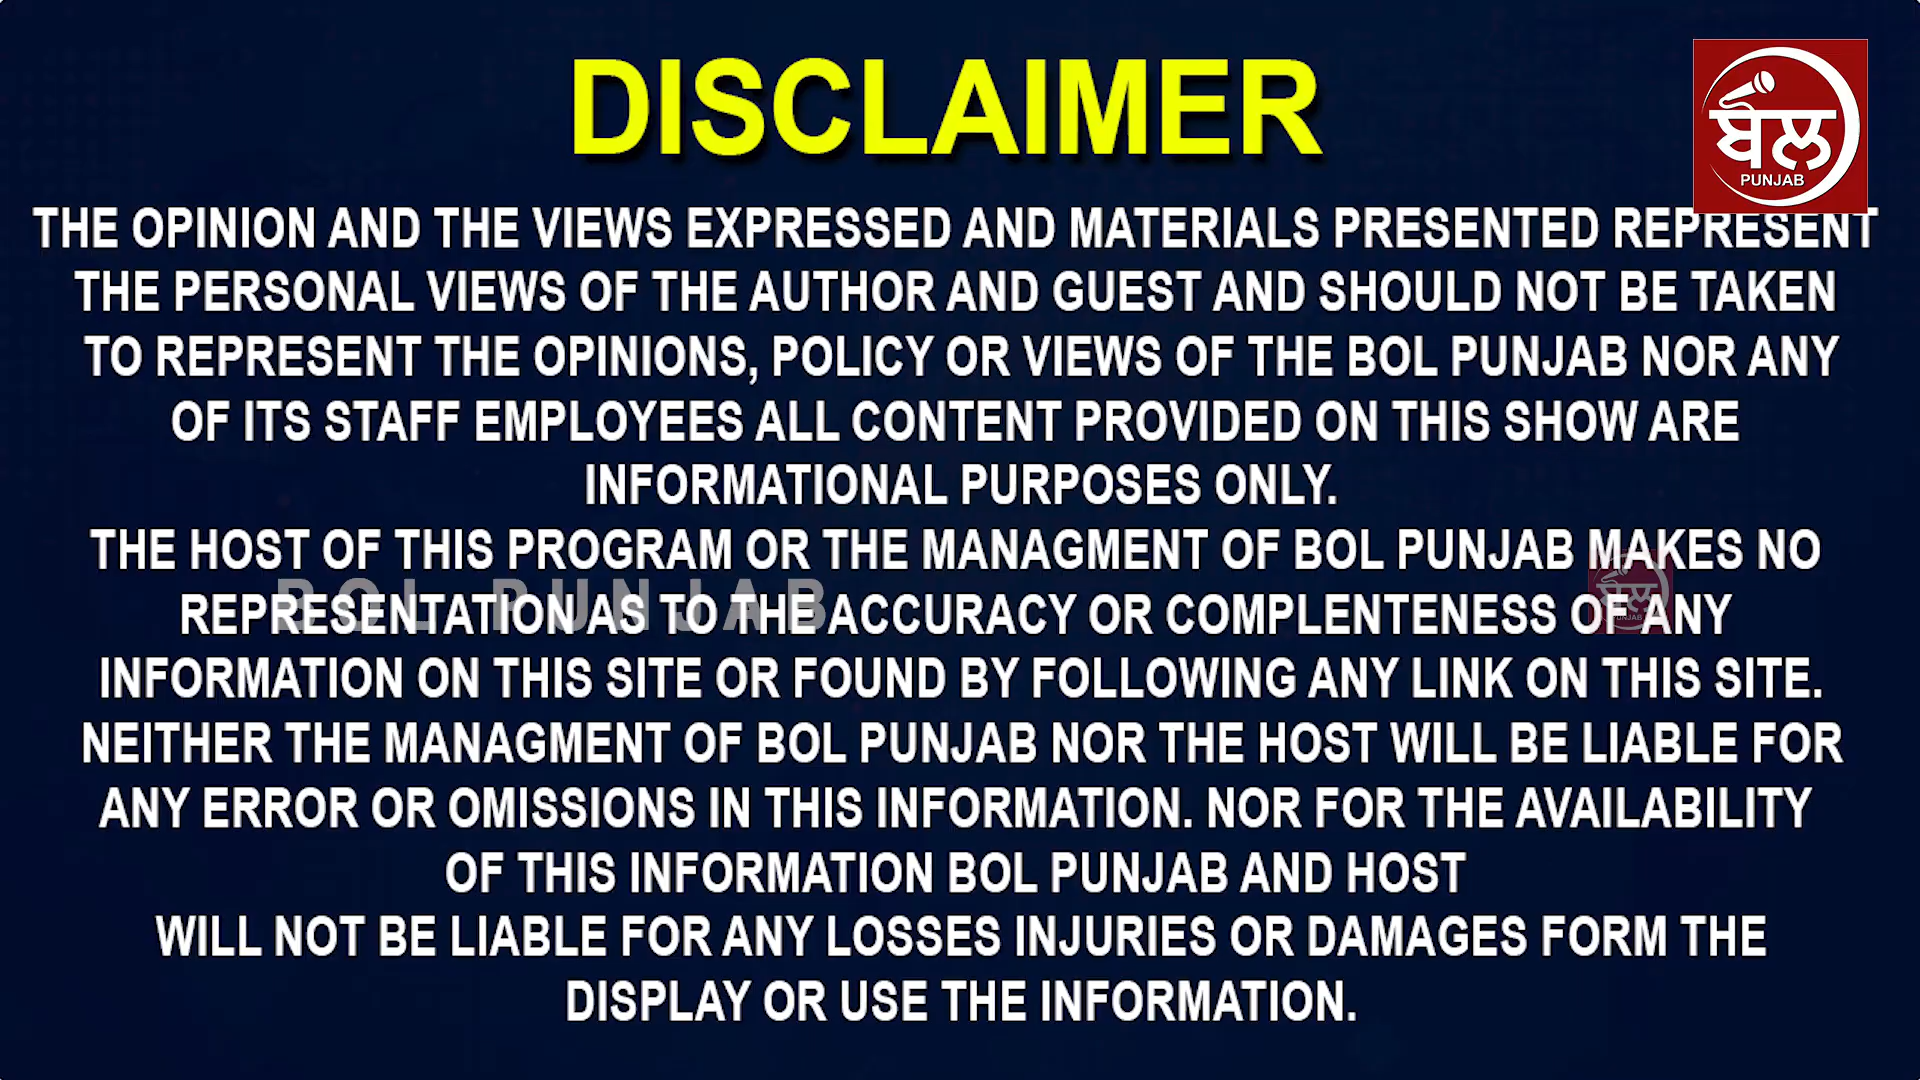 DISCLAIMER
ਬੋਲ
PUNJAB
THE OPINION AND THE VIEWS EXPRESSED AND MATERIALS PRESENTED REPRESENT
THE PERSONAL VIEWS OF THE AUTHOR AND GUEST AND SHOULD NOT BE TAKEN
TO REPRESENT THE OPINIONS, POLICY OR VIEWS OF THE BOL PUNJAB NOR ANY
OF ITS STAFF EMPLOYEES ALL CONTENT PROVIDED ON THIS SHOW ARE
INFORMATIONAL PURPOSES ONLY.
THE HOST OF THIS PROGRAM OR THE MANAGMENT OF BOL PUNJAB MAKES NO
REPRESENTATION AS TO THE ACCURACY OR COMPLENTENESS OF ANY
BOL PUNJAB
ਬੋਲ
PUNJAB
INFORMATION ON THIS SITE OR FOUND BY FOLLOWING ANY LINK ON THIS SITE.
NEITHER THE MANAGMENT OF BOL PUNJAB NOR THE HOST WILL BE LIABLE FOR
ANY ERROR OR OMISSIONS IN THIS INFORMATION. NOR FOR THE AVAILABILITY
OF THIS INFORMATION BOL PUNJAB AND HOST
WILL NOT BE LIABLE FOR ANY LOSSES INJURIES OR DAMAGES FORM THE
DISPLAY OR USE THE INFORMATION.